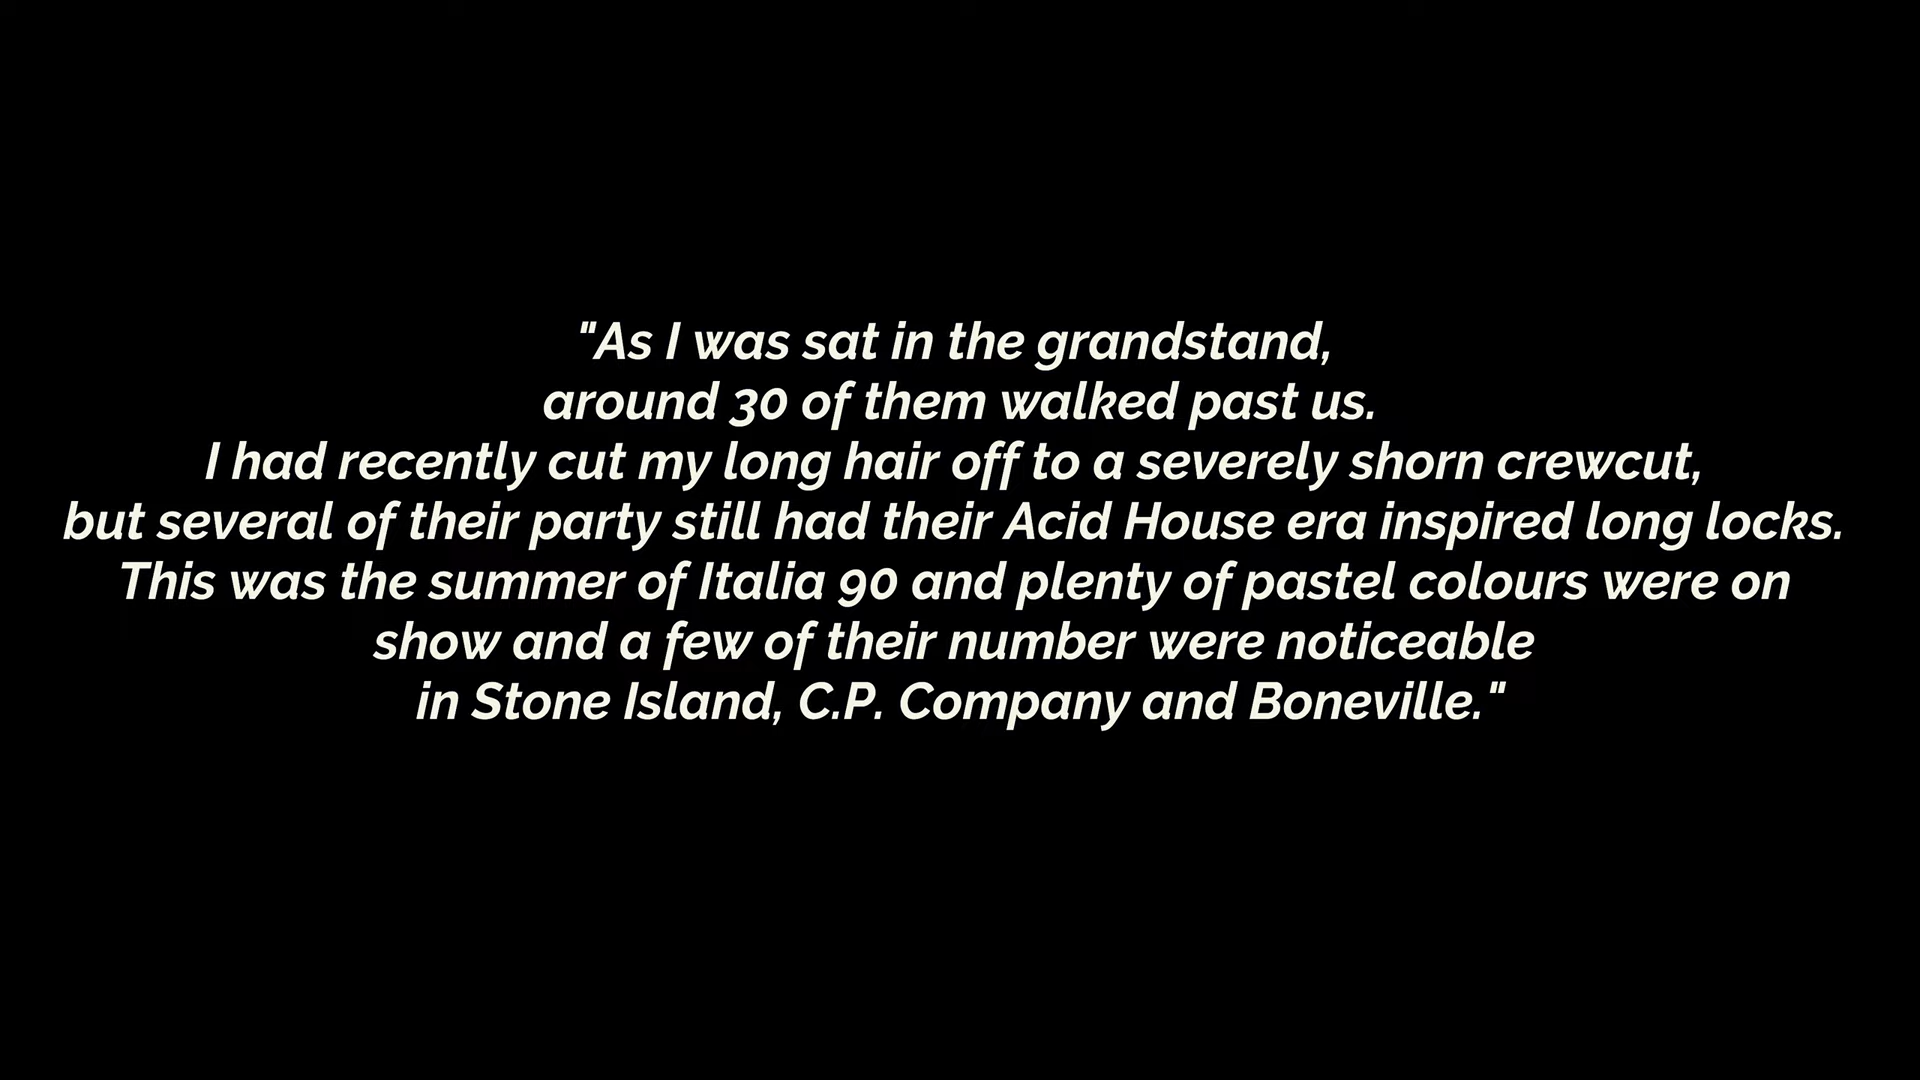 "As I was sat in the grandstand,
around 30 of them walked past us.
I had recently cut my long hair off to a severely shorn crewcut,
but several of their party still had their Acid House era inspired long locks.
This was the summer of Italia 90 and plenty of pastel colours were on
show and a few of their number were noticeable
in Stone Island, C.P. Company and Boneville."